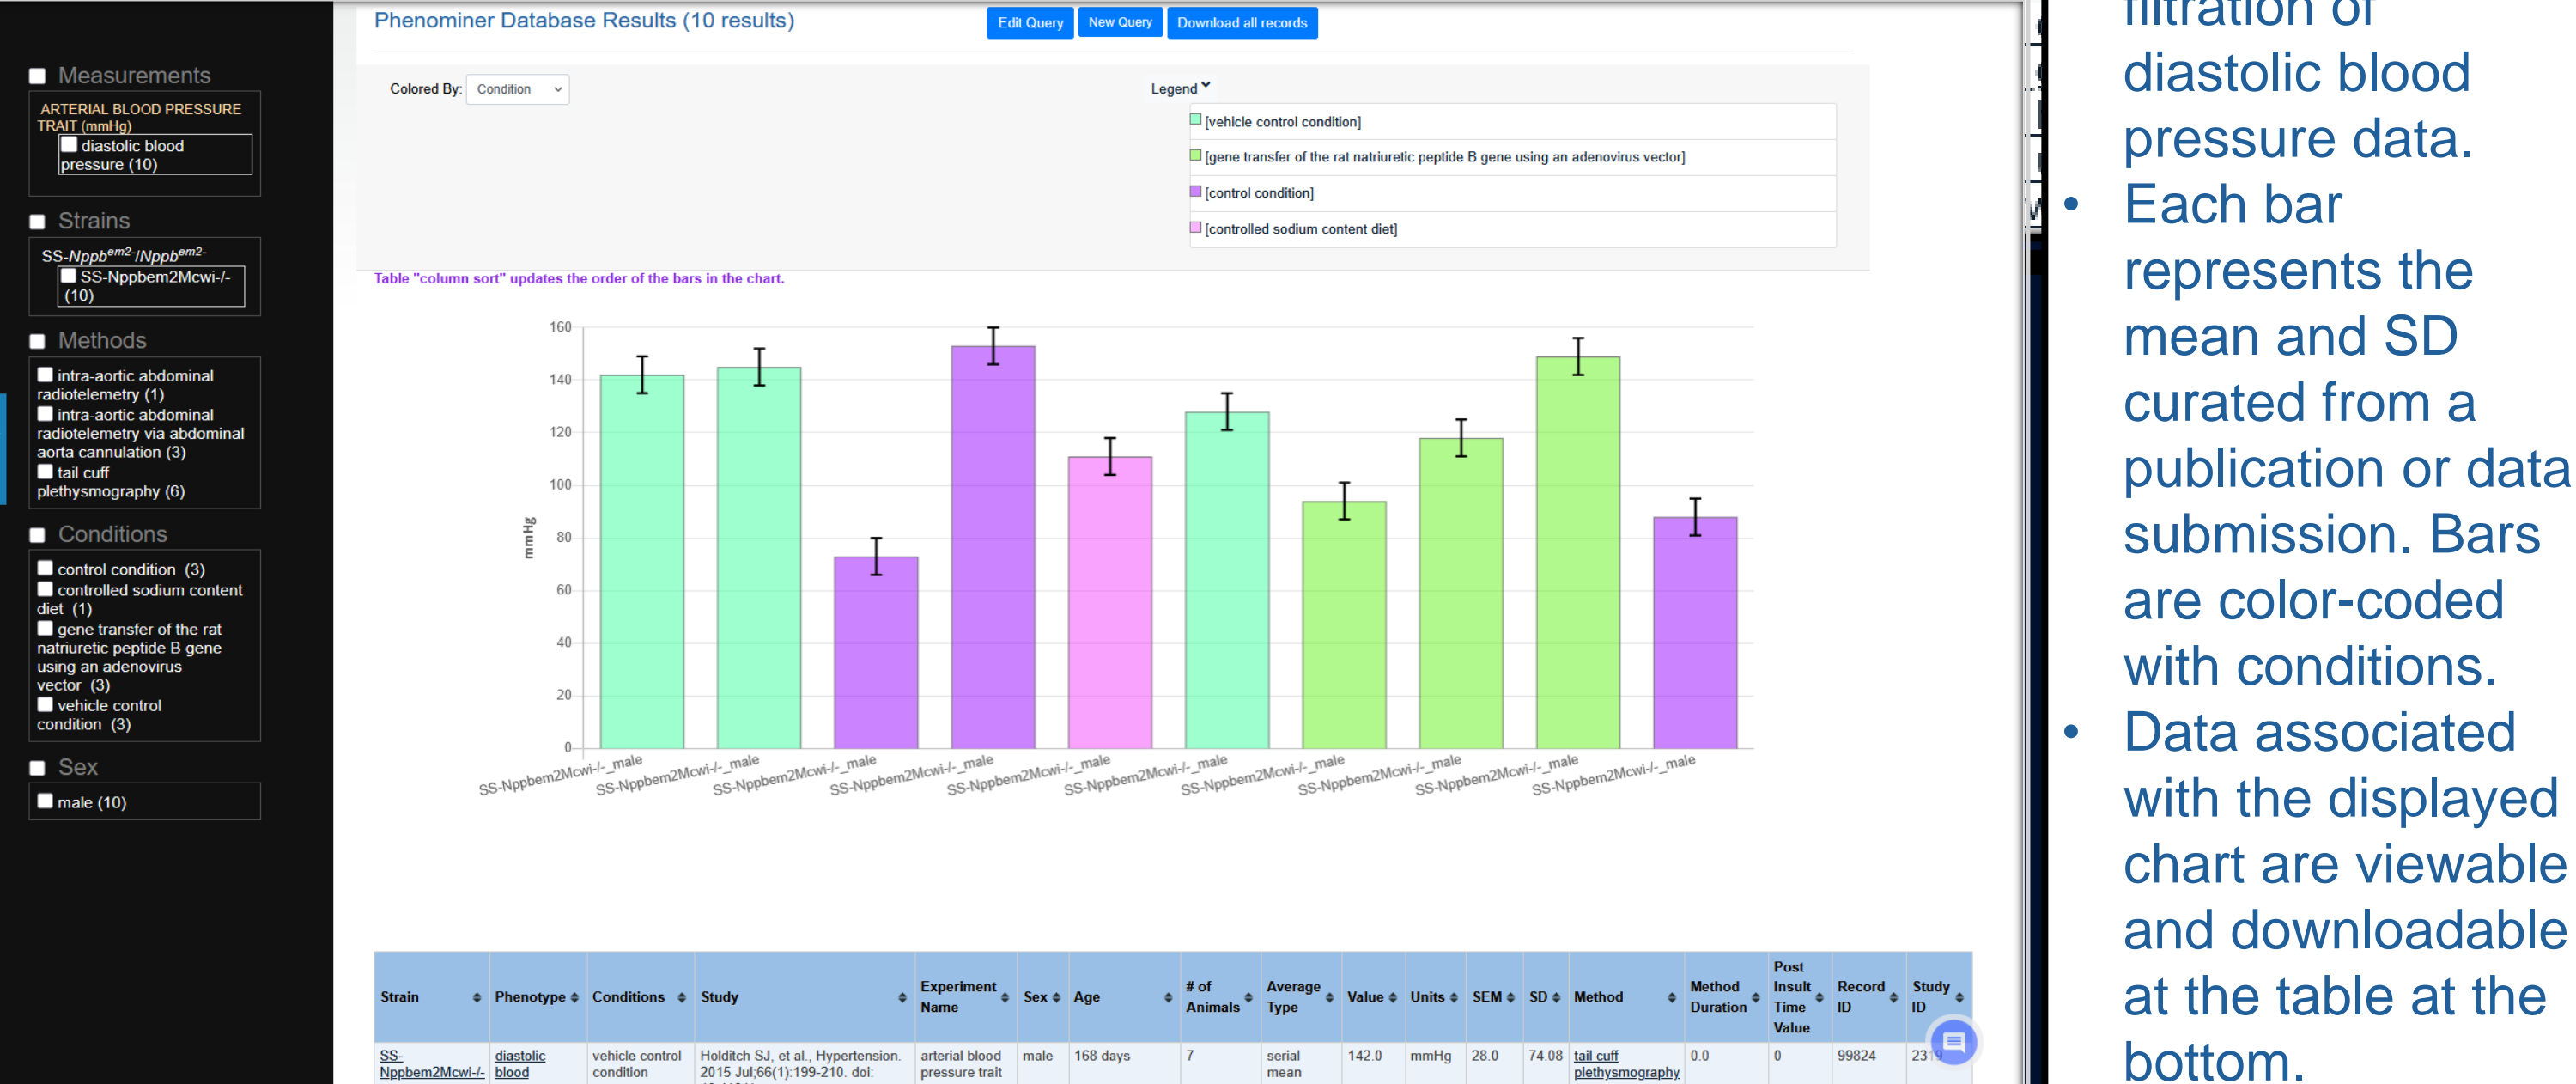 Phenominer Database Results (10 results)
Edit Query
New Query
Download all records
Measurements
ARTERIAL BLOOD PRESSURE
TRAIT (mmHg)
diastolic blood
pressure (10)
Strains
SS-Nppb^em2-/Nppb^em2-
SS-Nppbem2Mcwi-/-
(10)
Methods
intra-aortic abdominal
radiotelemetry (1)
intra-aortic abdominal
radiotelemetry via abdominal
aorta cannulation (3)
tail cuff
plethysmography (6)
Conditions
control condition (3)
controlled sodium content
diet (1)
gene transfer of the rat
natriuretic peptide B gene
using an adenovirus
vector (3)
vehicle control
condition (3)
Sex
male (10)
Colored By: Condition
Legend
[vehicle control condition]
[gene transfer of the rat natriuretic peptide B gene using an adenovirus vector]
[control condition]
[controlled sodium content diet]
Table "column sort" updates the order of the bars in the chart.
160
140
120
100
80
60
40
20
0
mmHg
SS-Nppbem2Mcwi-/-_male
SS-Nppbem2Mcwi-/-_male
SS-Nppbem2Mcwi-/-_male
SS-Nppbem2Mcwi-/-_male
SS-Nppbem2Mcwi-/-_male
SS-Nppbem2Mcwi-/-_male
SS-Nppbem2Mcwi-/-_male
SS-Nppbem2Mcwi-/-_male
SS-Nppbem2Mcwi-/-_male
SS-Nppbem2Mcwi-/-_male
Strain
Phenotype
Conditions
Study
Experiment
Name
Sex
Age
# of
Animals
Average
Type
Value
Units
SEM
SD
Method
Method
Duration
Post
Insult
Time
Value
Record
ID
Study
ID
SS-
Nppbem2Mcwi-/-
diastolic
blood
vehicle control
condition
Holditch SJ, et al., Hypertension.
2015 Jul;66(1):199-210. doi:
arterial blood
pressure trait
male
168 days
7
serial
mean
142.0
mmHg
28.0
74.08
tail cuff
plethysmography
0.0
0
99824
filtration of
diastolic blood
pressure data.
• Each bar
represents the
mean and SD
curated from a
publication or data
submission. Bars
are color-coded
with conditions.
• Data associated
with the displayed
chart are viewable
and downloadable
at the table at the
bottom.